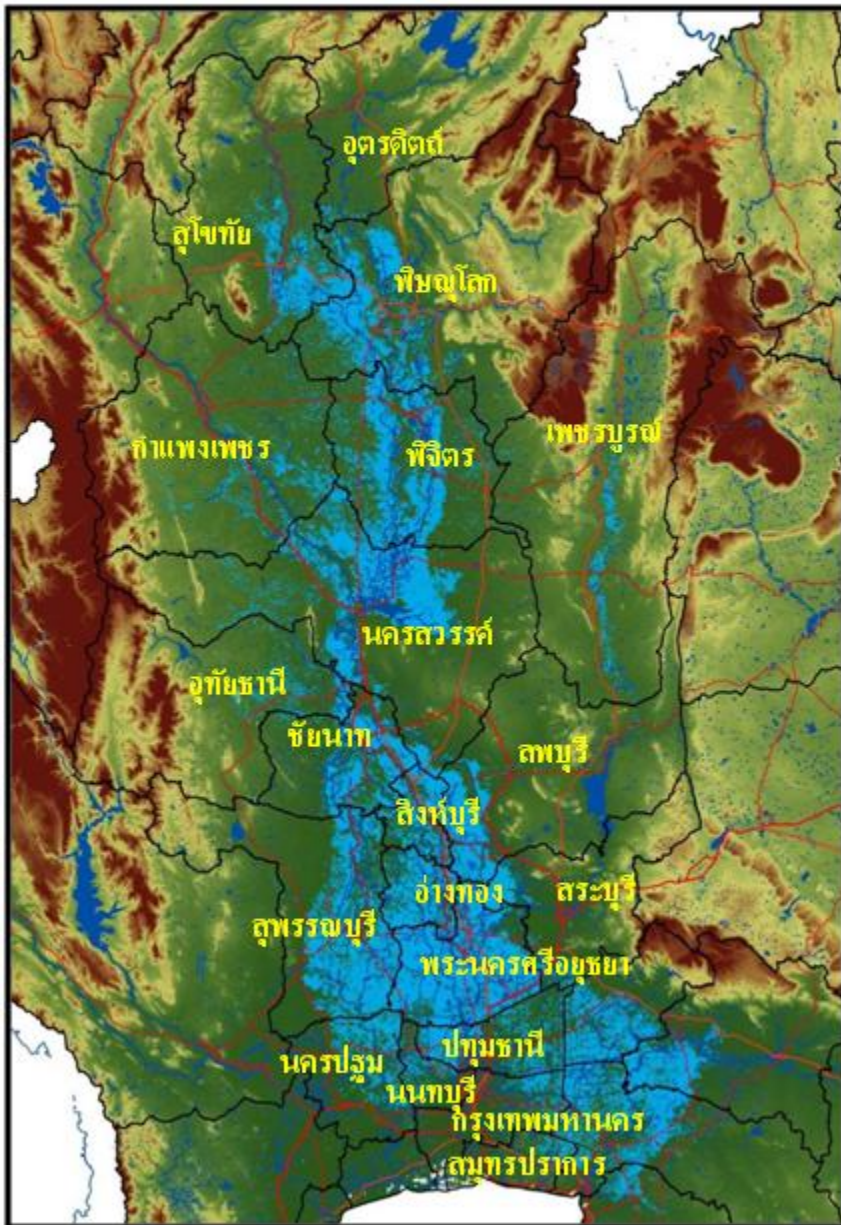 อุตรดิตถ์
สุโขทัย
พิษณุโลก
กำแพงเพชร
พิจิตร
เพชรบูรณ์
นครสวรรค์
อุทัยธานี
ชัยนาท
ลพบุรี
สิงห์บุรี
อ่างทอง
สระบุรี
สุพรรณบุรี
พระนครศรีอยุธยา
ปทุมธานี
นครปฐม
นนทบุรี
กรุงเทพมหานคร
สมุทรปราการ